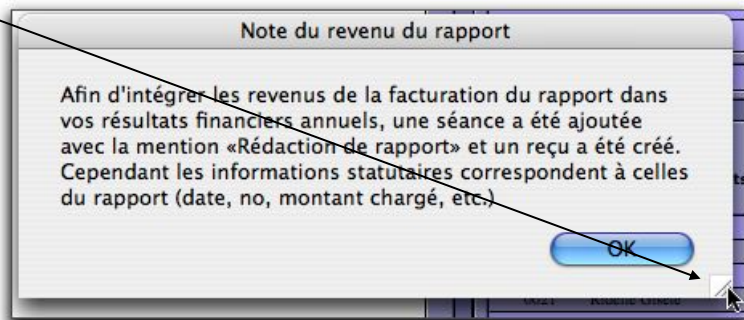 Note du revenu du rapport
Afin d'intégrer les revenus de la facturation du rapport dans
vos résultats financiers annuels, une séance a été ajoutée
avec la mention «Rédaction de rapport» et un reçu a été créé.
Cependant les informations statutaires correspondent à celles
du rapport (date, no, montant chargé, etc.)
OK
0021